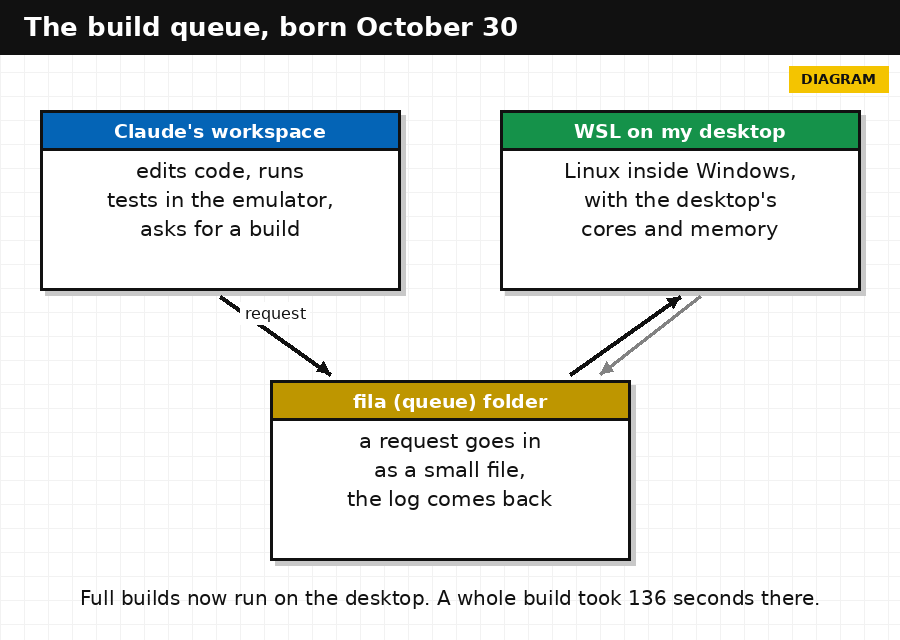 The build queue, born October 30
DIAGRAM
Claude's workspace
edits code, runs
tests in the emulator,
asks for a build
WSL on my desktop
Linux inside Windows,
with the desktop's
cores and memory
request
fila (queue) folder
a request goes in
as a small file,
the log comes back
Full builds now run on the desktop. A whole build took 136 seconds there.